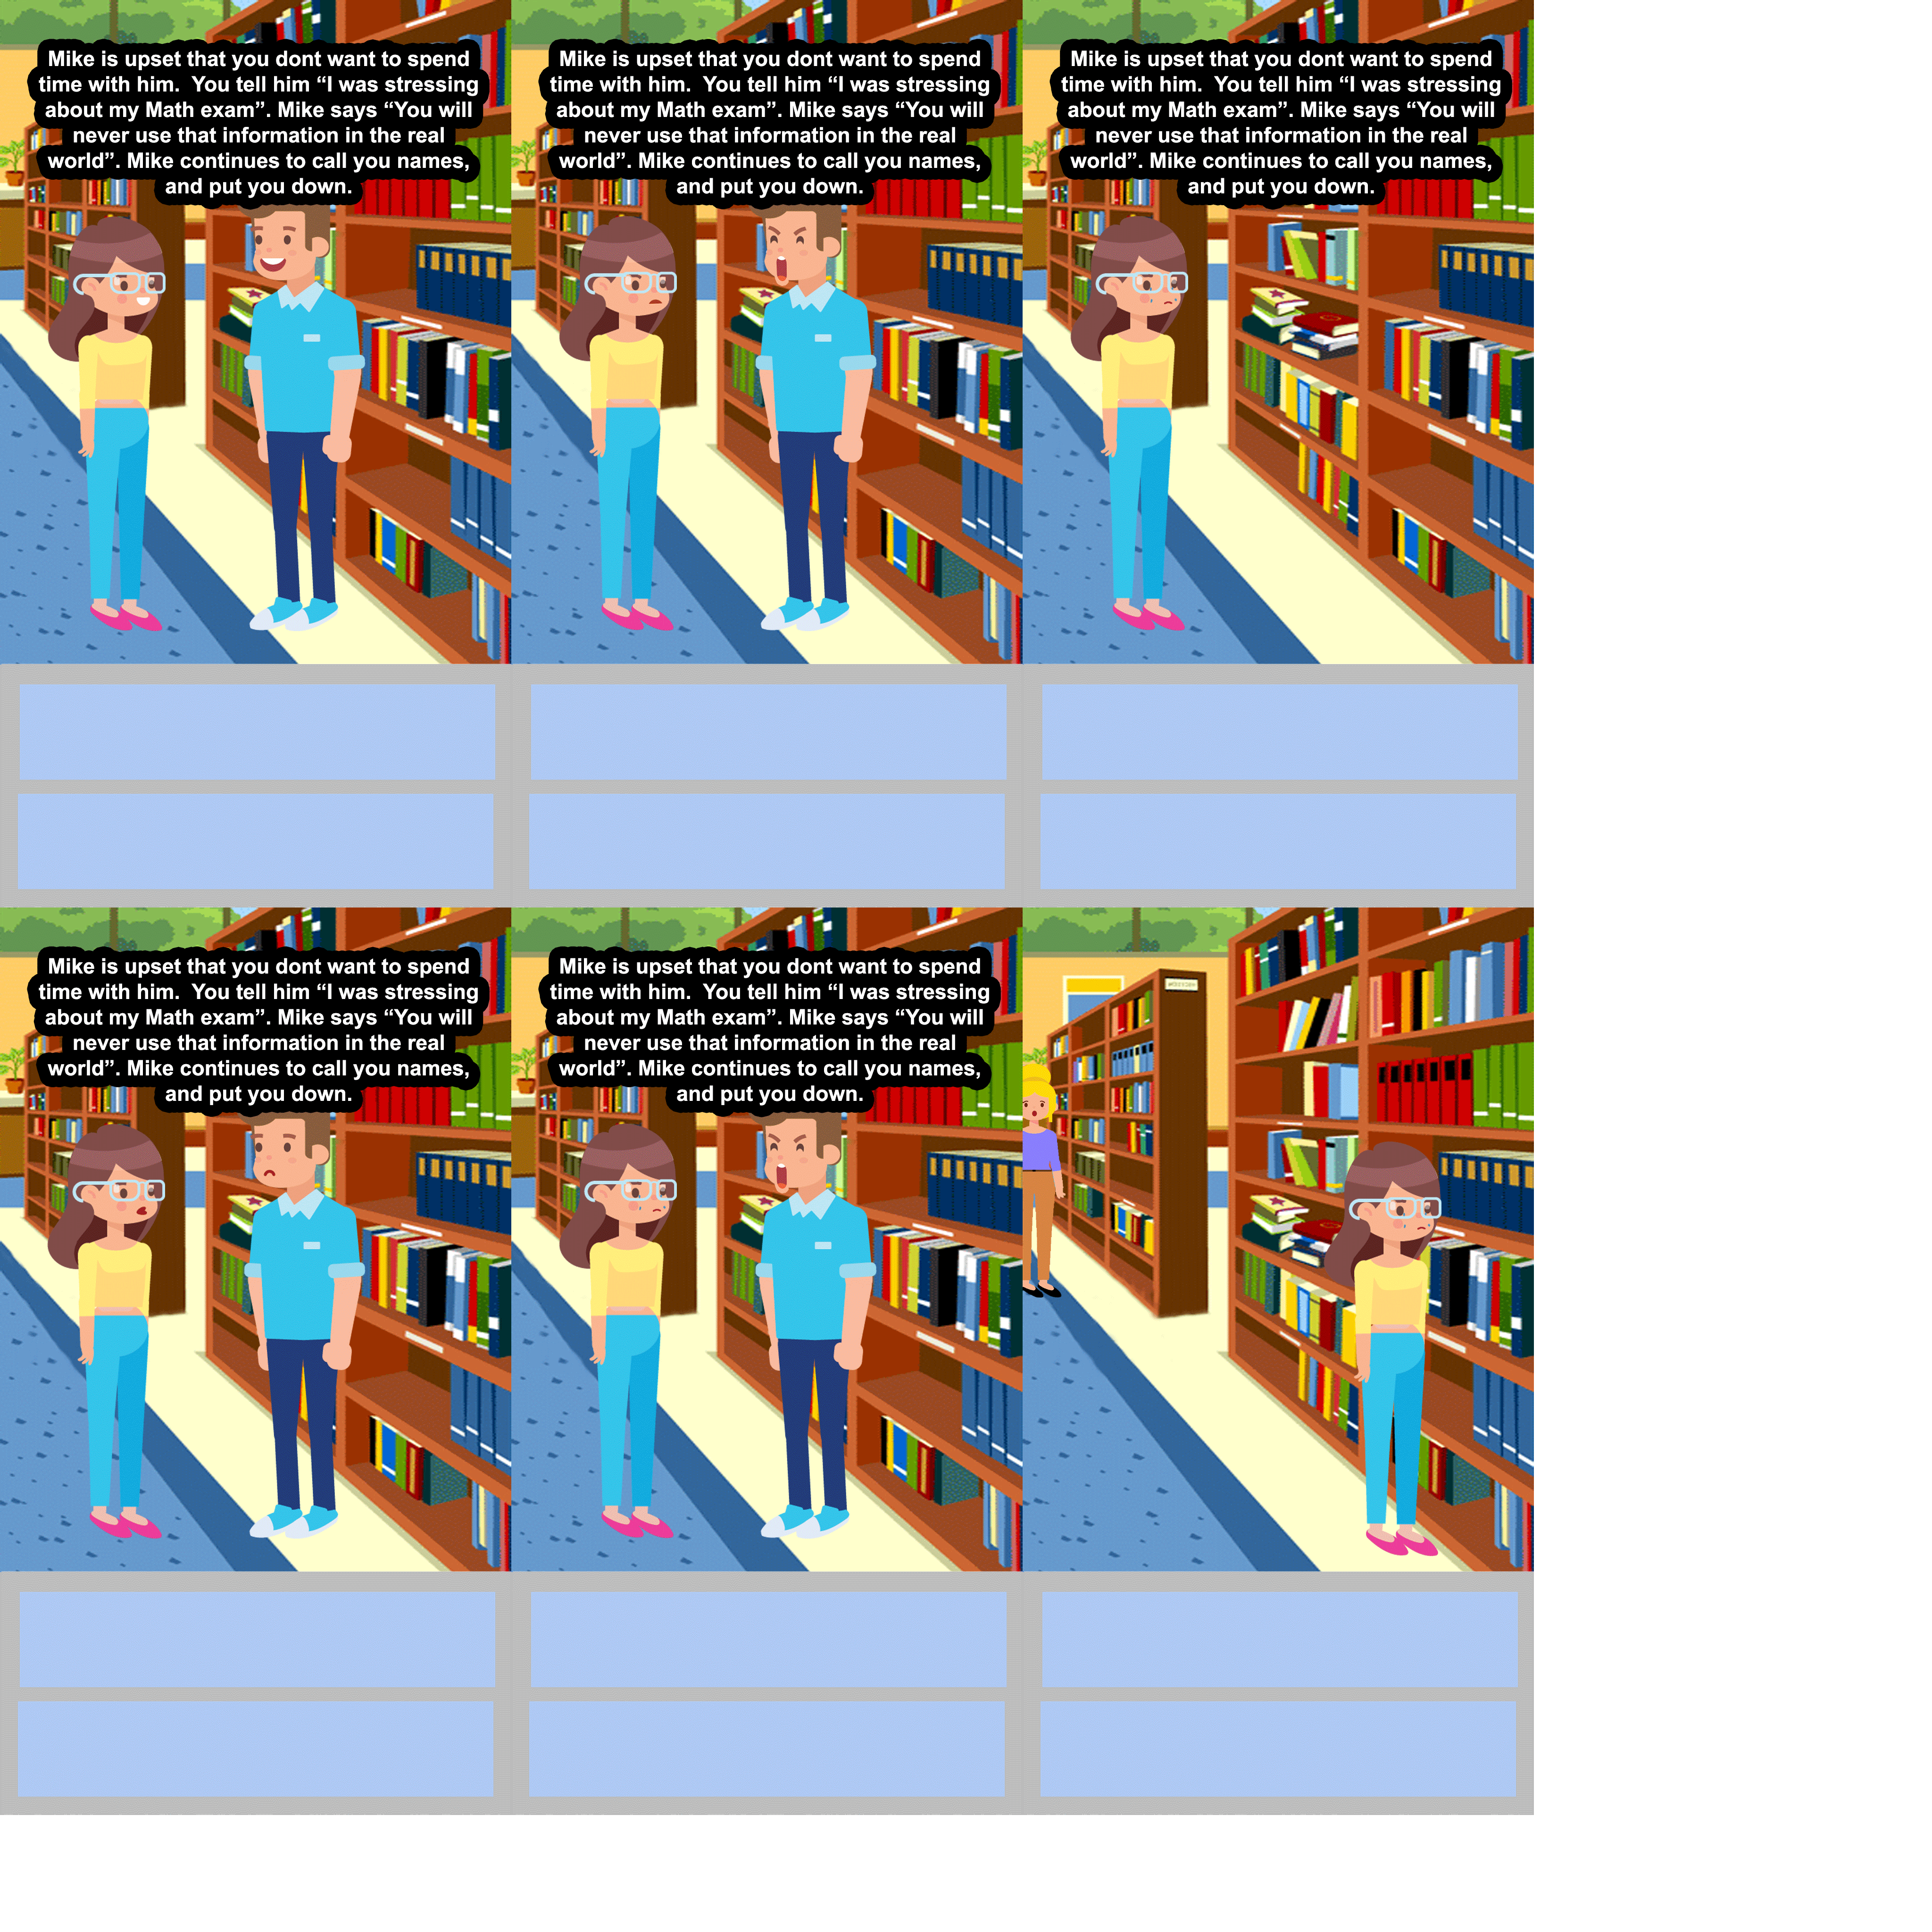 Mike is upset that you dont want to spend
time with him.  You tell him “I was stressing
about my Math exam”. Mike says “You will
never use that information in the real
world”. Mike continues to call you names,
and put you down.
Mike is upset that you dont want to spend
time with him.  You tell him “I was stressing
about my Math exam”. Mike says “You will
never use that information in the real
world”. Mike continues to call you names,
and put you down.
Mike is upset that you dont want to spend
time with him.  You tell him “I was stressing
about my Math exam”. Mike says “You will
never use that information in the real
world”. Mike continues to call you names,
and put you down.
Mike is upset that you dont want to spend
time with him.  You tell him “I was stressing
about my Math exam”. Mike says “You will
never use that information in the real
world”. Mike continues to call you names,
and put you down.
Mike is upset that you dont want to spend
time with him.  You tell him “I was stressing
about my Math exam”. Mike says “You will
never use that information in the real
world”. Mike continues to call you names,
and put you down.